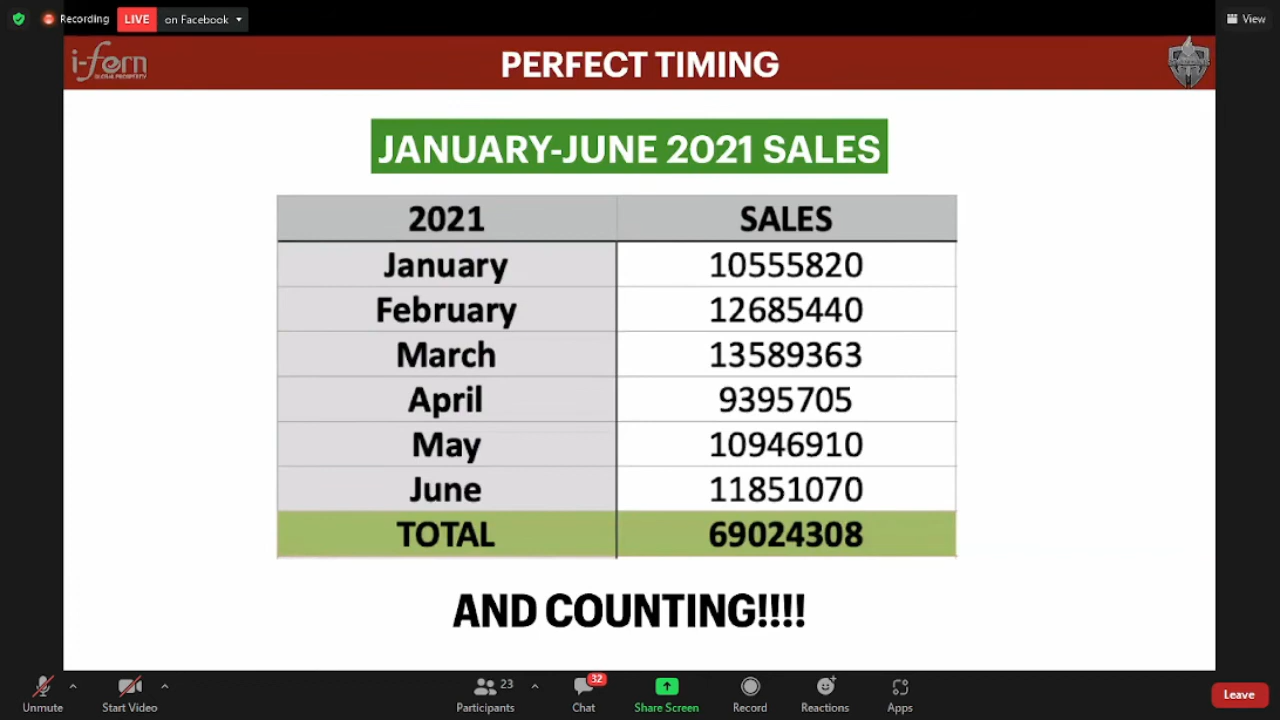 Recording LIVE on Facebook
View
i-fern
GLOBAL PROSPERITY
PERFECT TIMING
JANUARY-JUNE 2021 SALES
2021 SALES
January 10555820
February 12685440
March 13589363
April 9395705
May 10946910
June 11851070
TOTAL 69024308
AND COUNTING!!!!
23 32
Unmute Start Video Participants Chat Share Screen Record Reactions Apps Leave